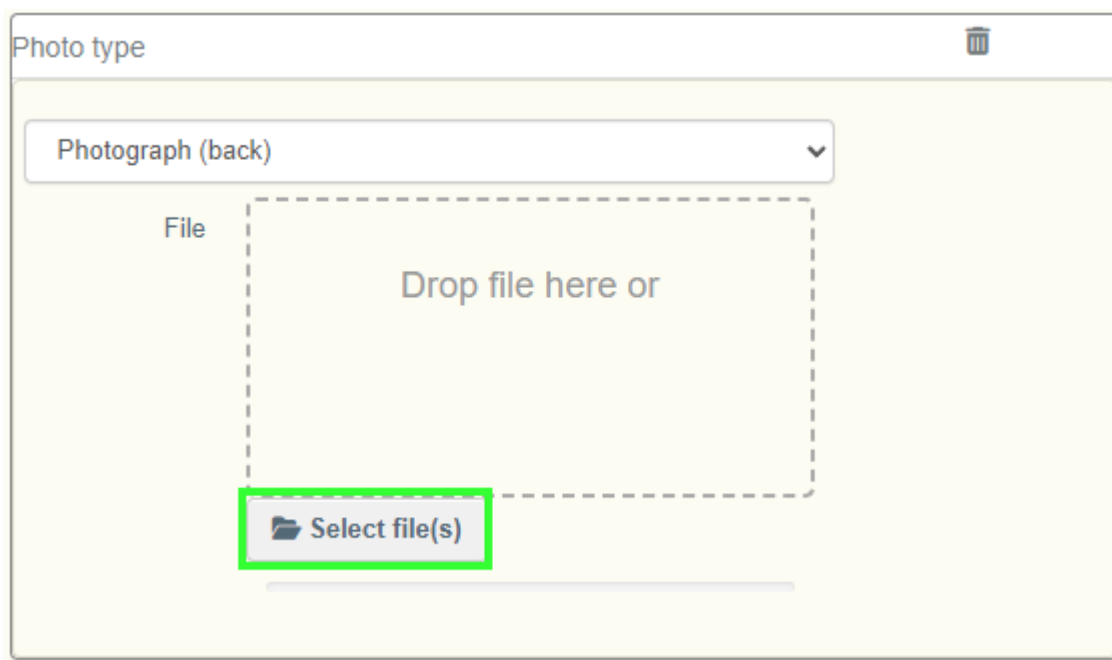 Photo type
Photograph (back)
File
Drop file here or
Select file(s)